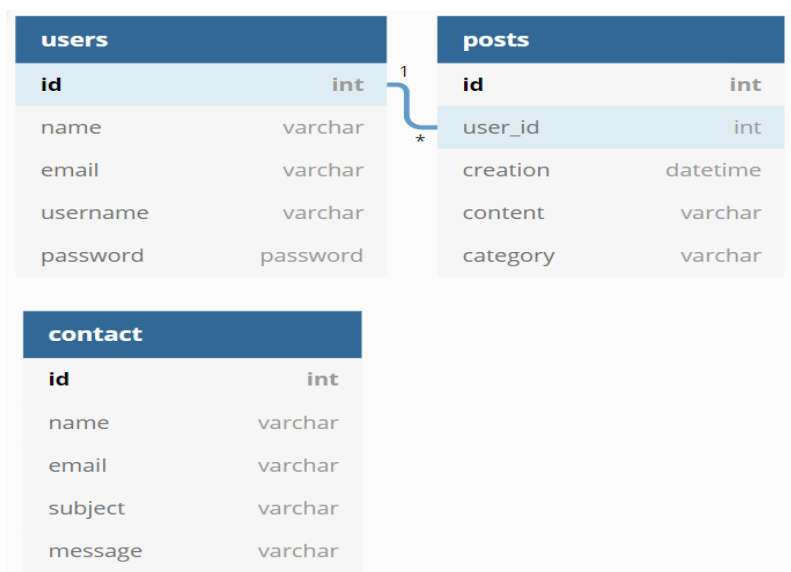 users
id int
name varchar
email varchar
username varchar
password password
1
*
posts
id int
user_id int
creation datetime
content varchar
category varchar
contact
id int
name varchar
email varchar
subject varchar
message varchar